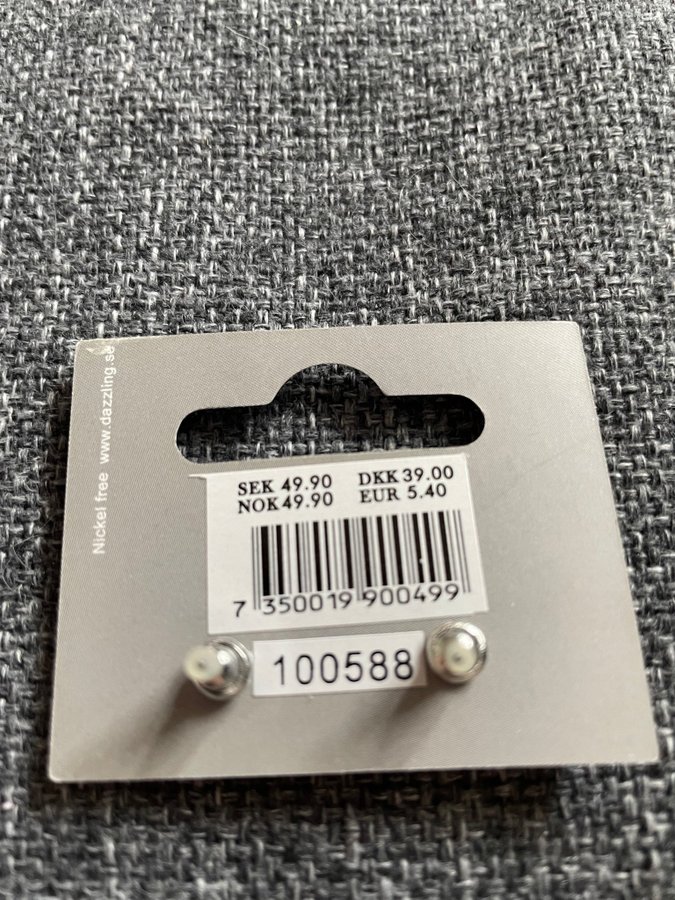 Nickel free www.dazzling.se
SEK 49.90 DKK 39.00
NOK 49.90 EUR 5.40
7 350019 900499
100588